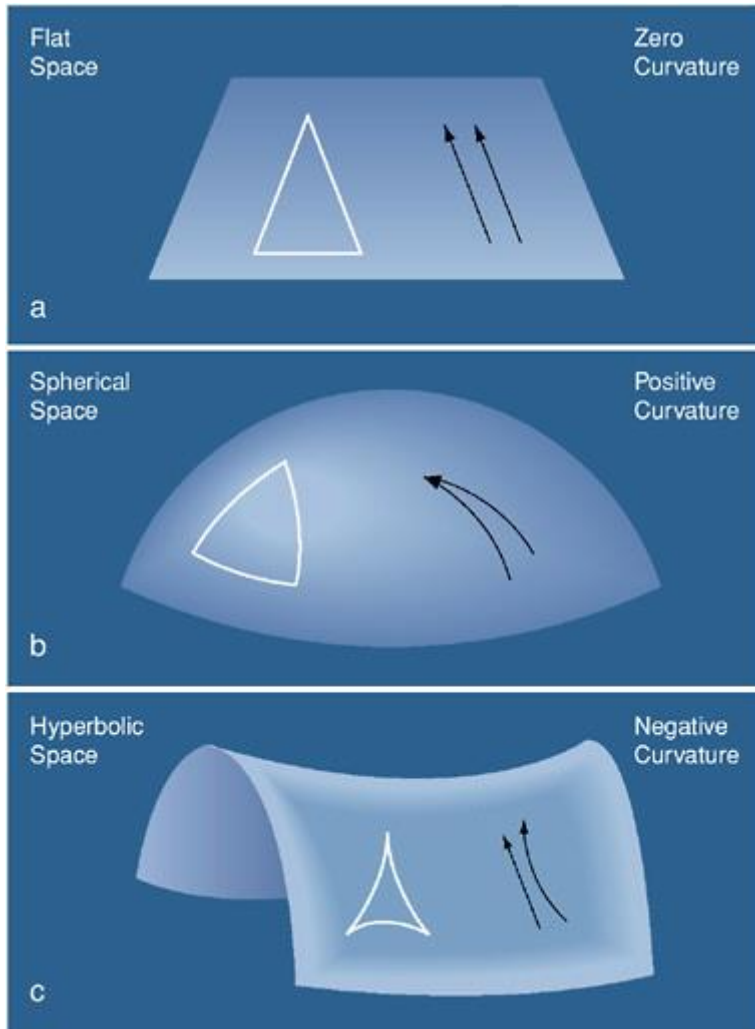 Flat
Space
Zero
Curvature
a
Spherical
Space
Positive
Curvature
b
Hyperbolic
Space
Negative
Curvature
c